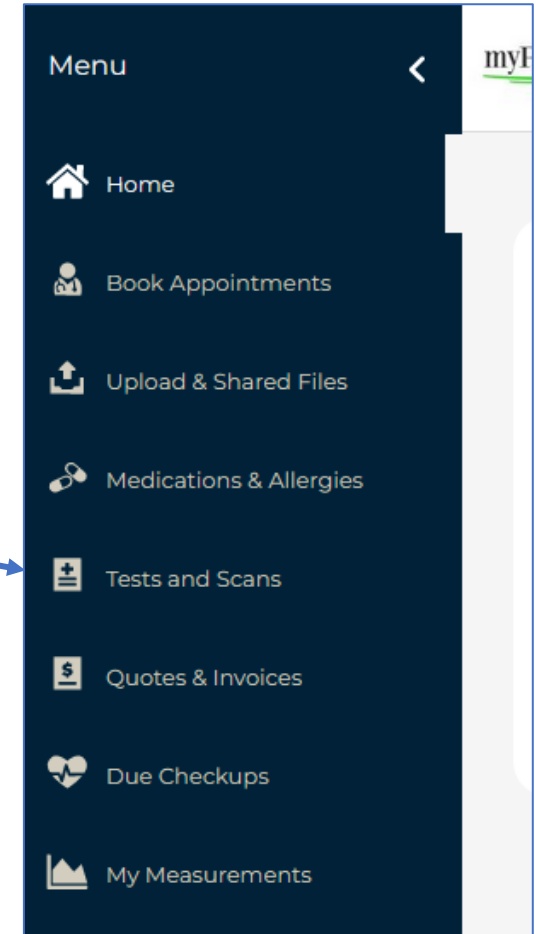 Menu
Home
Book Appointments
Upload & Shared Files
Medications & Allergies
Tests and Scans
Quotes & Invoices
Due Checkups
My Measurements